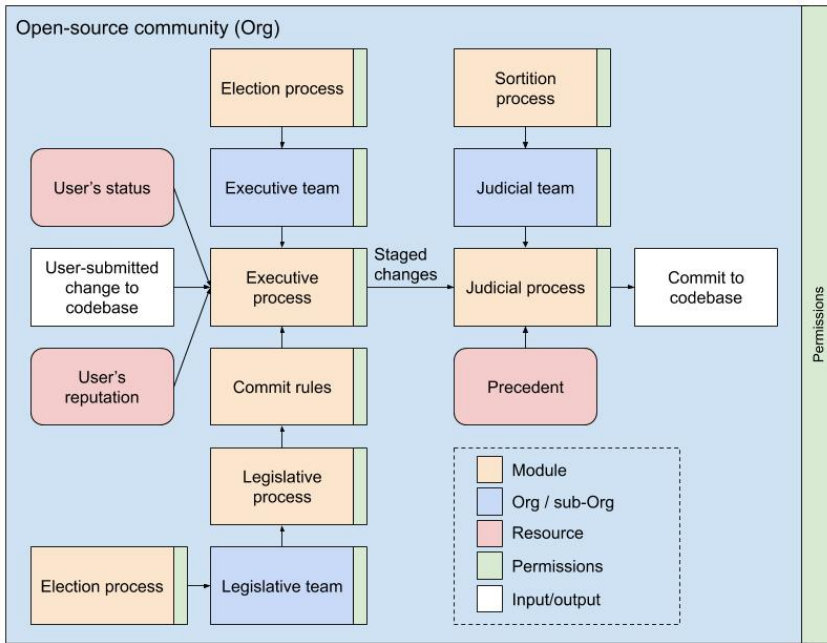 Open-source community (Org)
Election process
Sortition
process
User's status
Executive team
Judicial team
User-submitted
change to
codebase
Executive
process
Staged
changes
Judicial process
Commit to
codebase
Permissions
User's
reputation
Commit rules
Precedent
Legislative
process
Module
Org / sub-Org
Resource
Permissions
Input/output
Election process
Legislative team